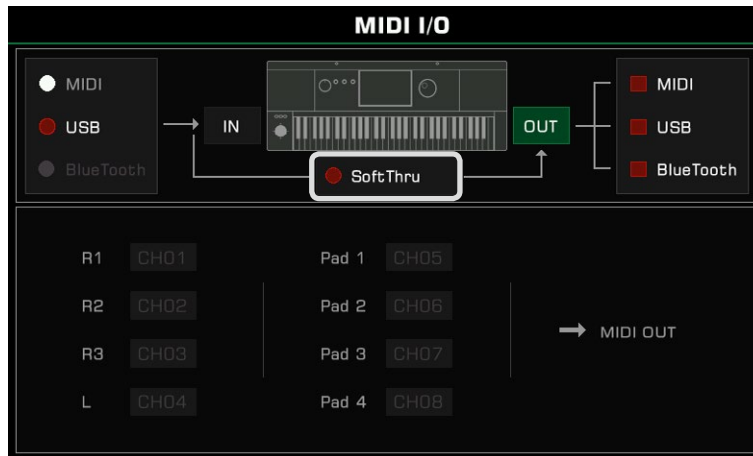 MIDI I/O
MIDI
USB
BlueTooth
IN
OUT
SoftThru
MIDI
USB
BlueTooth
R1 CH01
R2 CH02
R3 CH03
L CH04
Pad 1 CH05
Pad 2 CH06
Pad 3 CH07
Pad 4 CH08
MIDI OUT